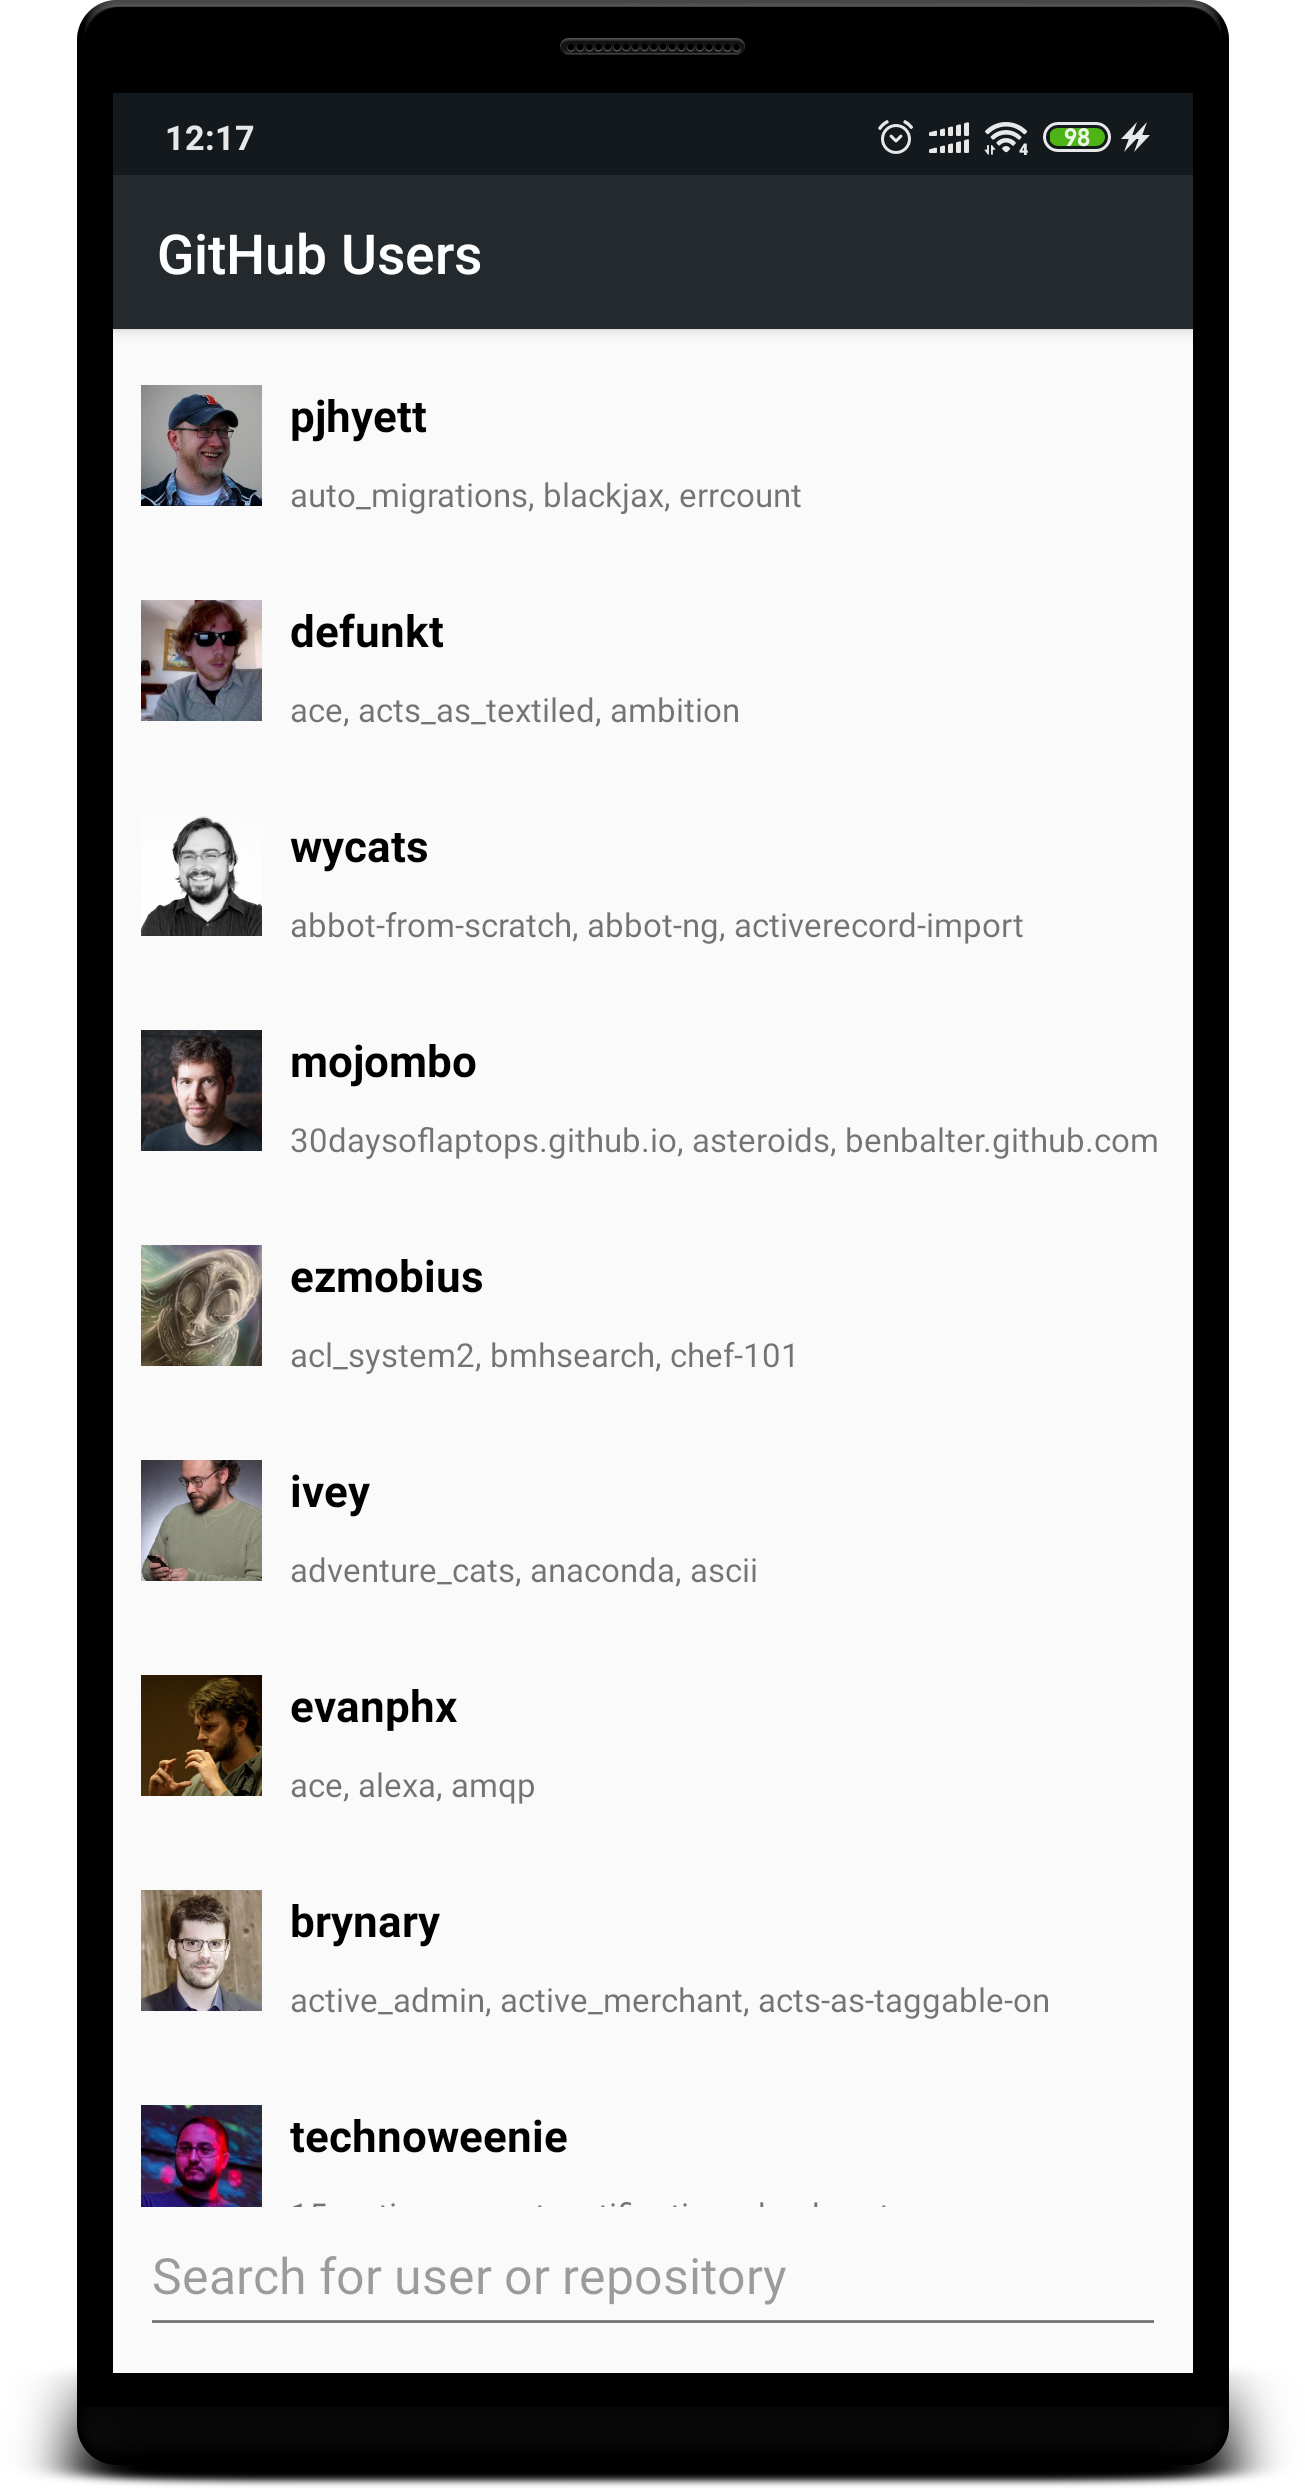 12:17
4
98
GitHub Users
pjhyett
auto_migrations, blackjax, errcount
defunkt
ace, acts_as_textiled, ambition
wycats
abbot-from-scratch, abbot-ng, activerecord-import
mojombo
30daysoflaptops.github.io, asteroids, benbalter.github.com
ezmobius
acl_system2, bmhsearch, chef-101
ivey
adventure_cats, anaconda, ascii
evanphx
ace, alexa, amqp
brynary
active_admin, active_merchant, acts-as-taggable-on
technoweenie
Search for user or repository